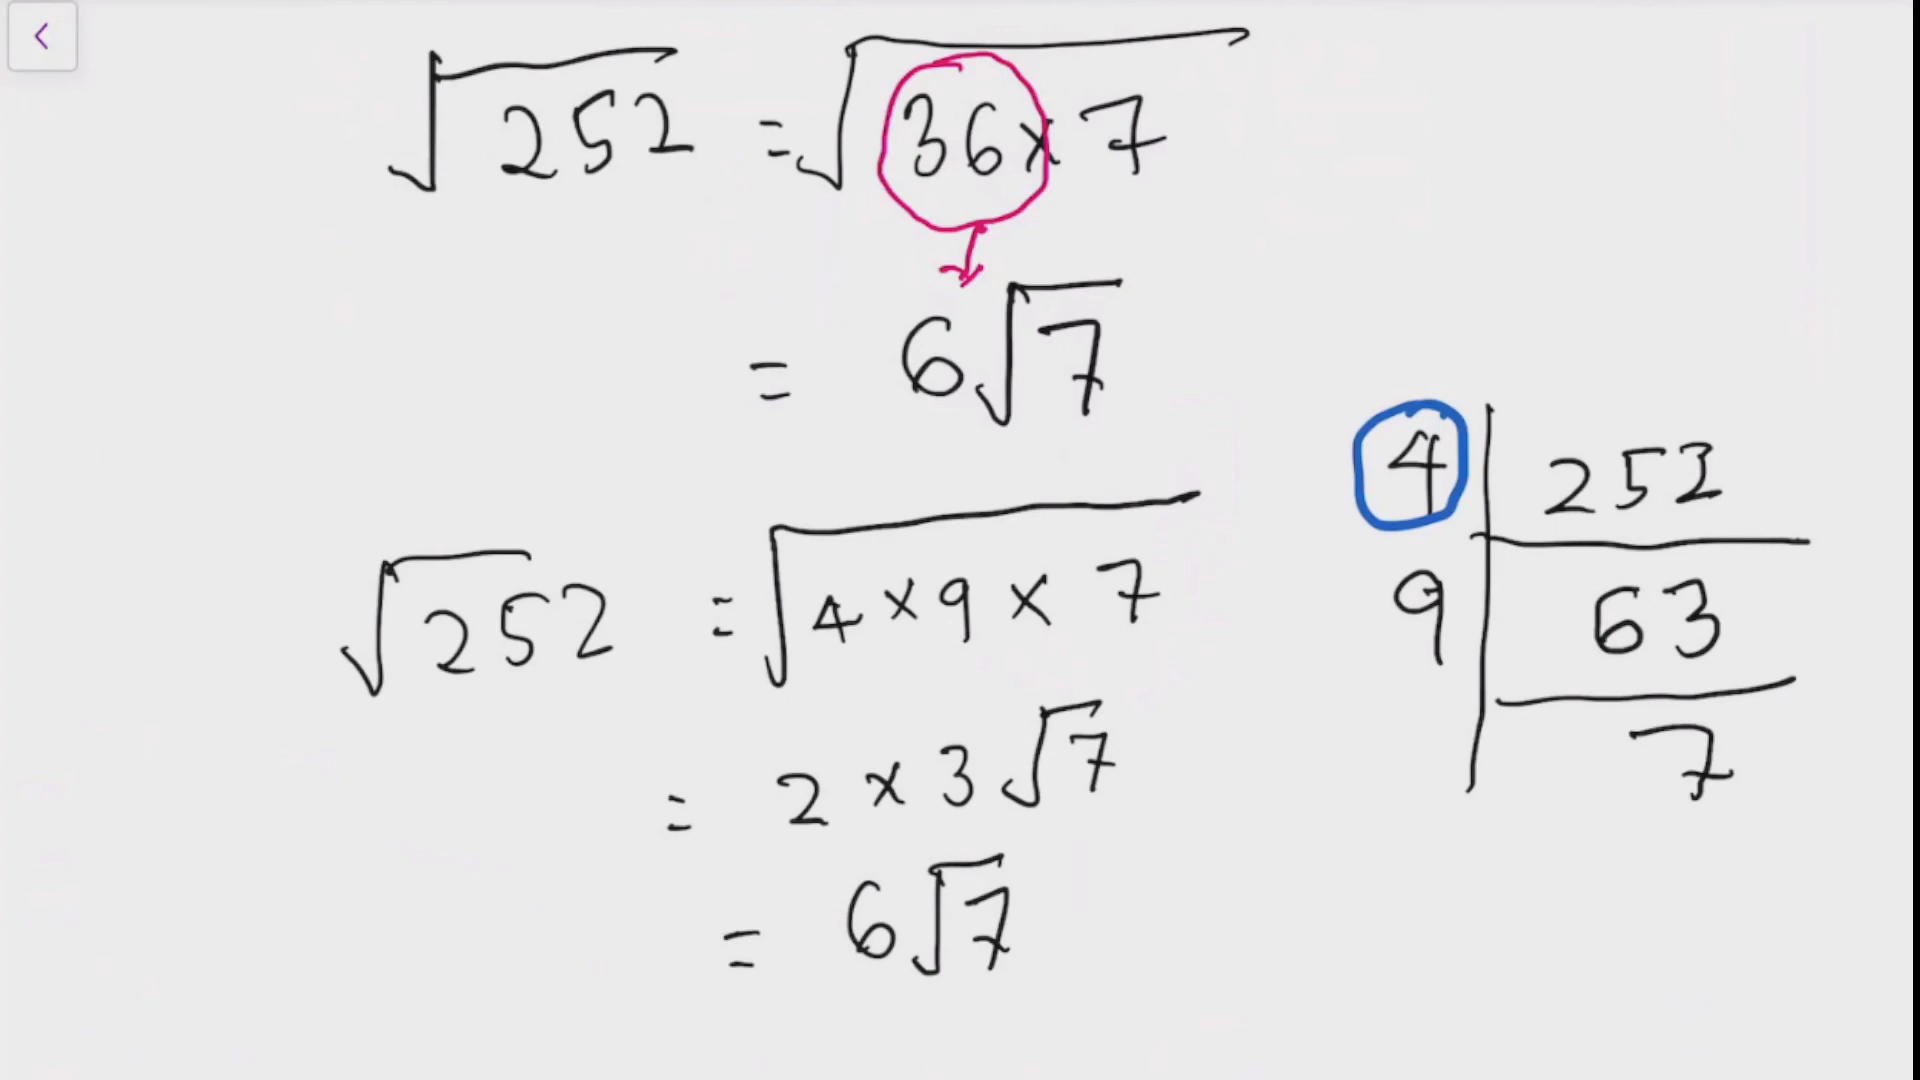 √252 = √36×7
= 6√7
√252 = √4×9×7
= 2×3√7
= 6√7
4 | 252
9 | 63
7